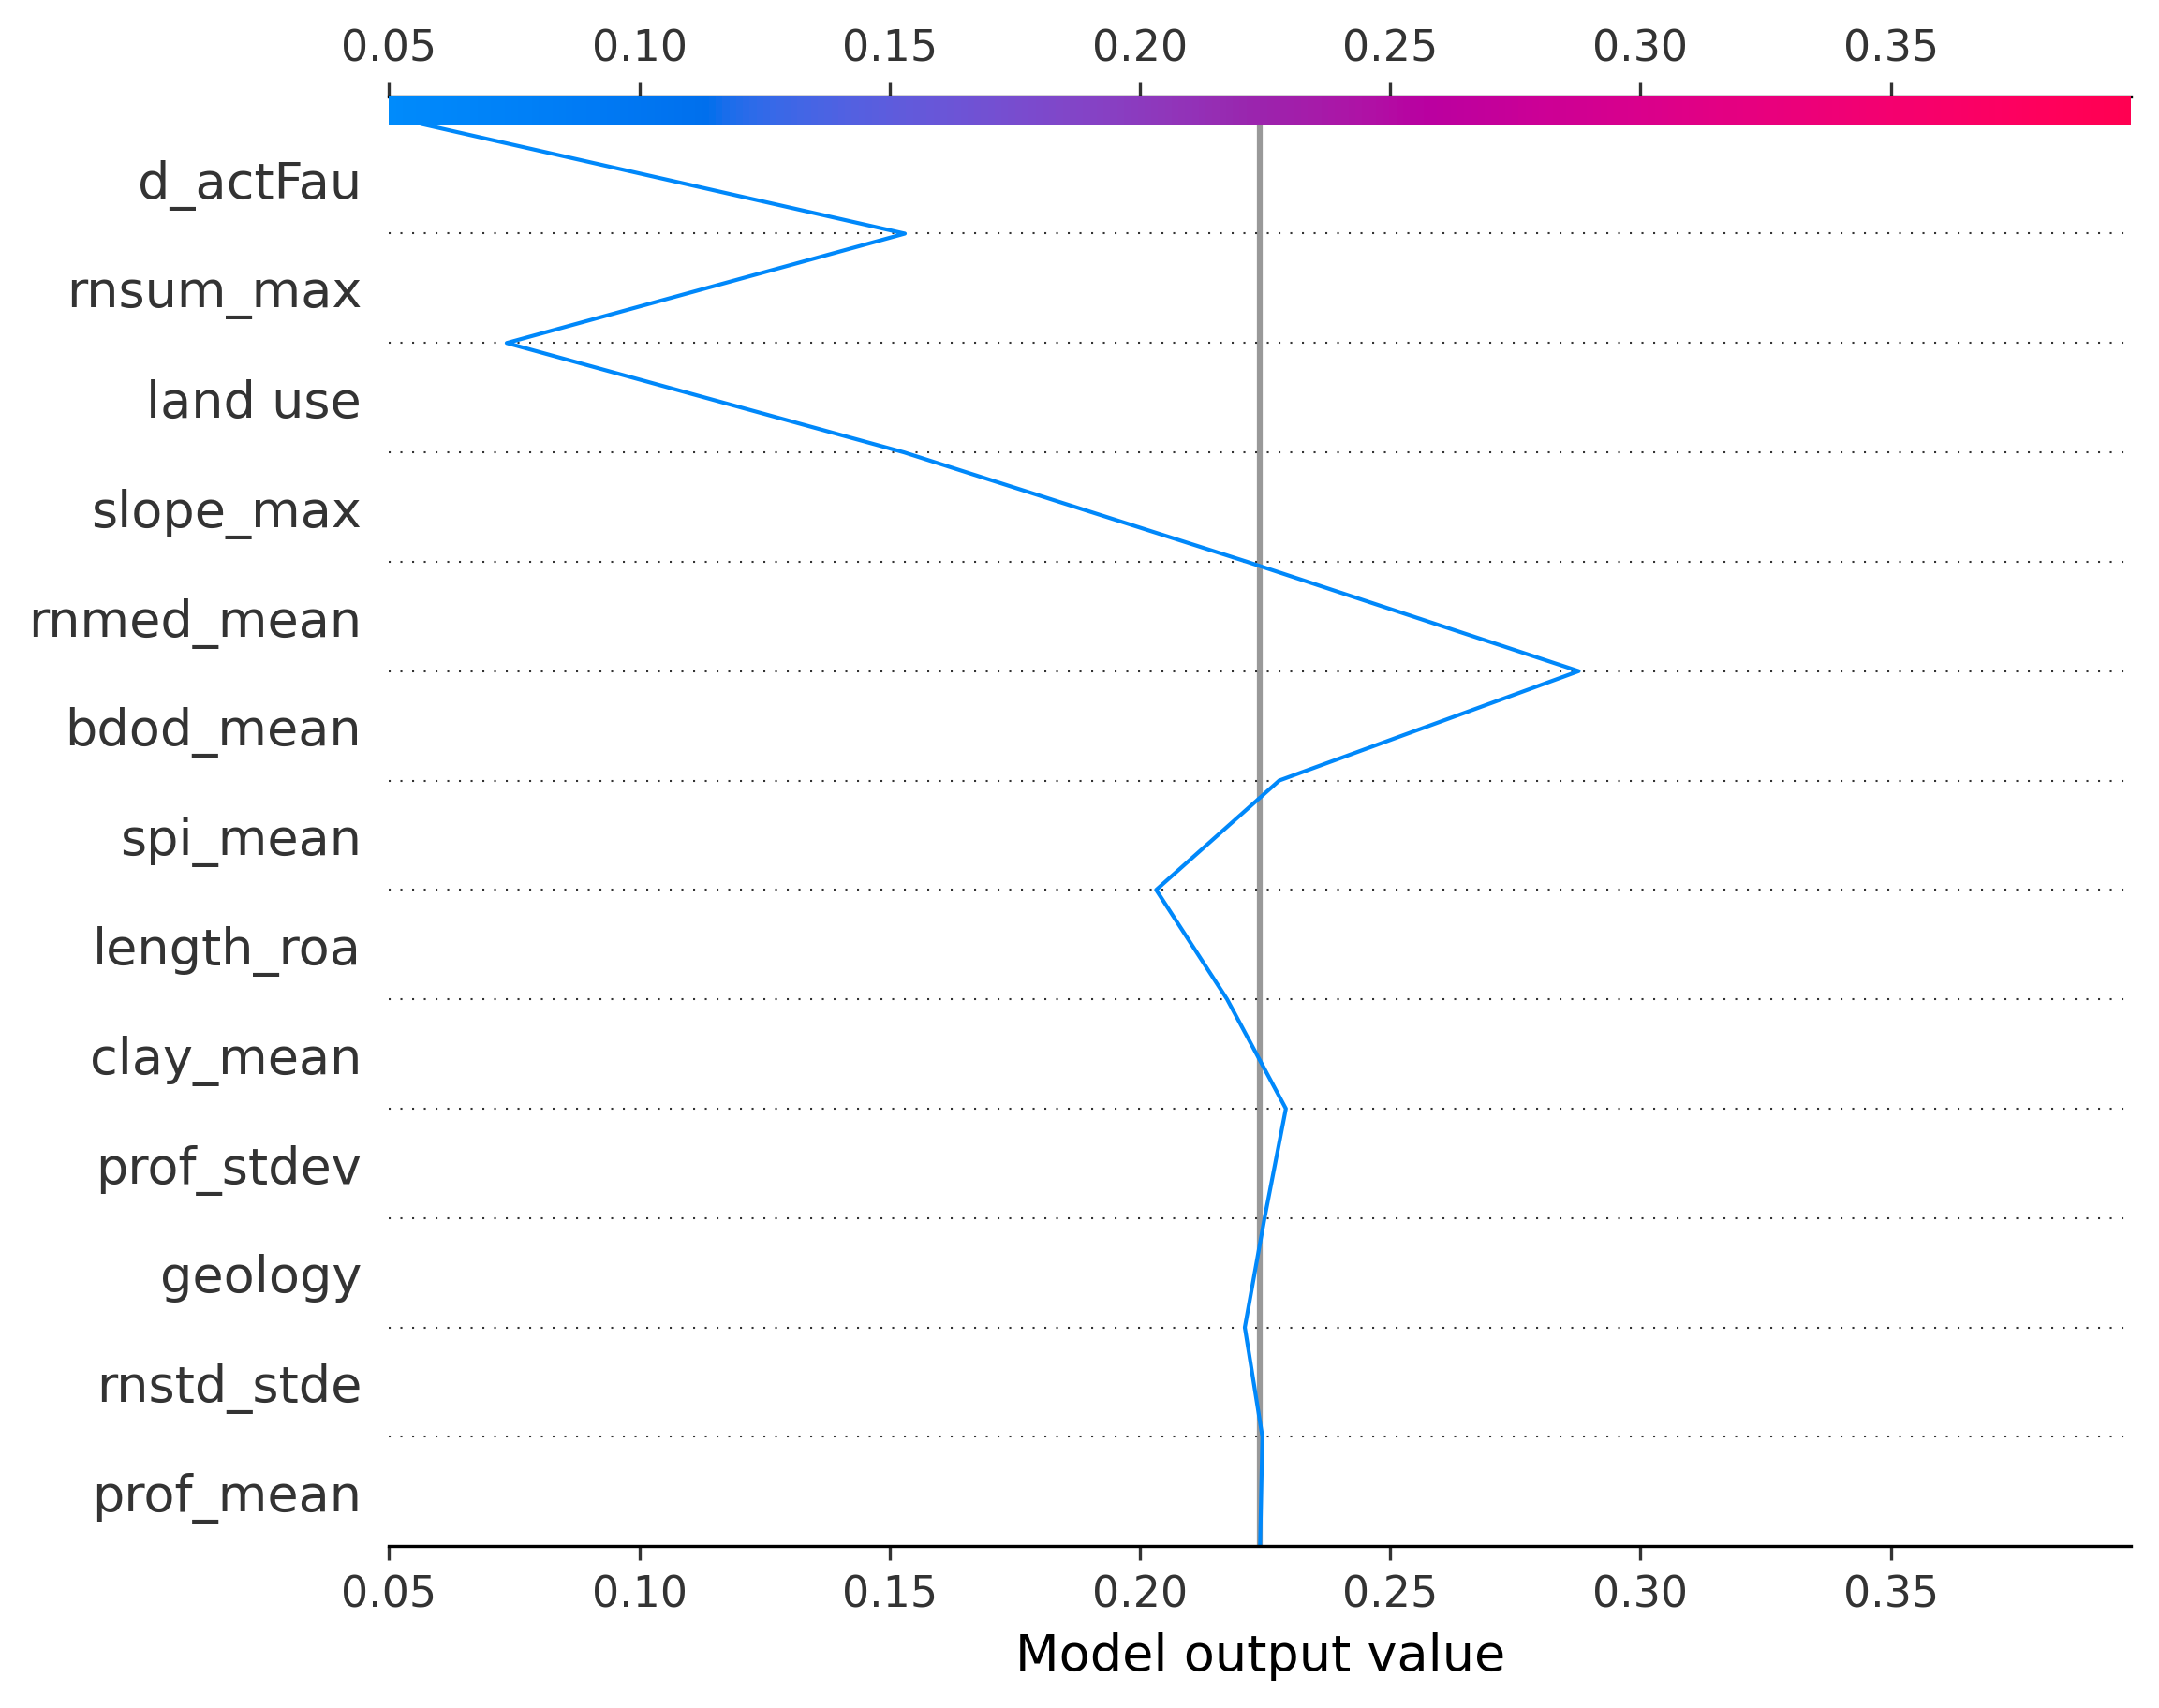 0.05 0.10 0.15 0.20 0.25 0.30 0.35
d_actFau
rnsum_max
land use
slope_max
rnmed_mean
bdod_mean
spi_mean
length_roa
clay_mean
prof_stdev
geology
rnstd_stde
prof_mean
0.05 0.10 0.15 0.20 0.25 0.30 0.35
Model output value